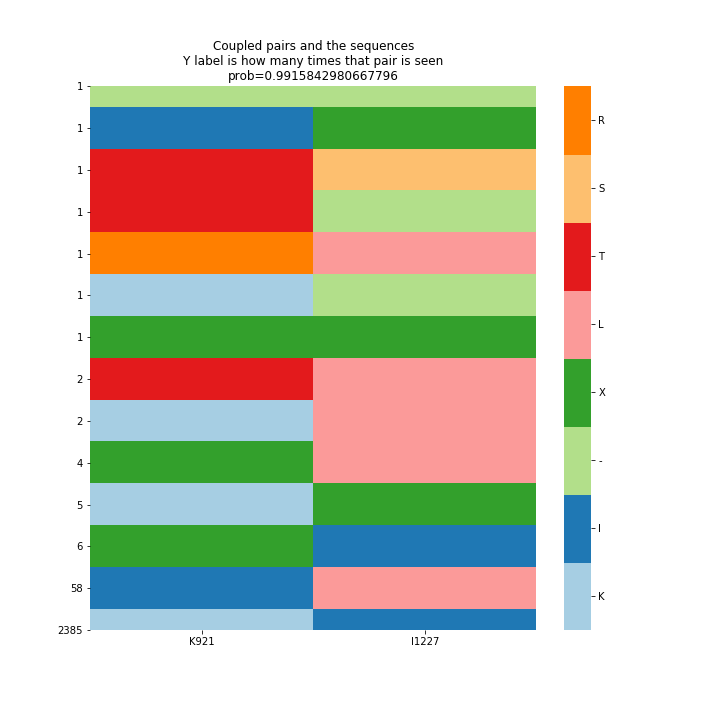 Coupled pairs and the sequences
Y label is how many times that pair is seen
prob=0.9915842980667796
1
1
1
1
1
1
1
2
2
4
5
6
58
2385
K921
I1227
R
S
T
L
X
-
I
K